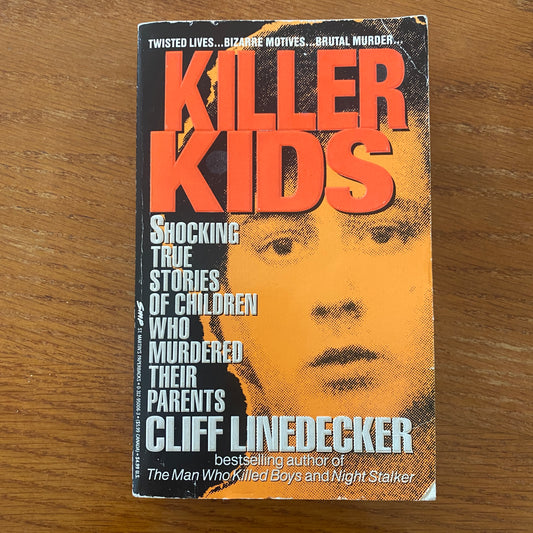 TWISTED LIVES...BIZARRE MOTIVES...BRUTAL MURDER...
KILLER
KIDS
SHOCKING
TRUE
STORIES
OF CHILDREN
WHO
MURDERED
THEIR
PARENTS
CLIFF LINEDECKER
bestselling author of
The Man Who Killed Boys and Night Stalker
SMP